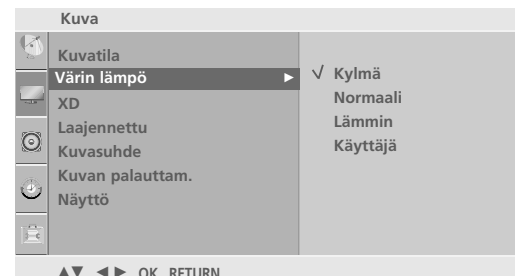 Kuva
Kuvatila
Värin lämpö ►
XD
Laajennettu
Kuvasuhde
Kuvan palauttam.
Näyttö
√ Kylmä
Normaali
Lämmin
Käyttäjä
▲▼ ◄► OK RETURN